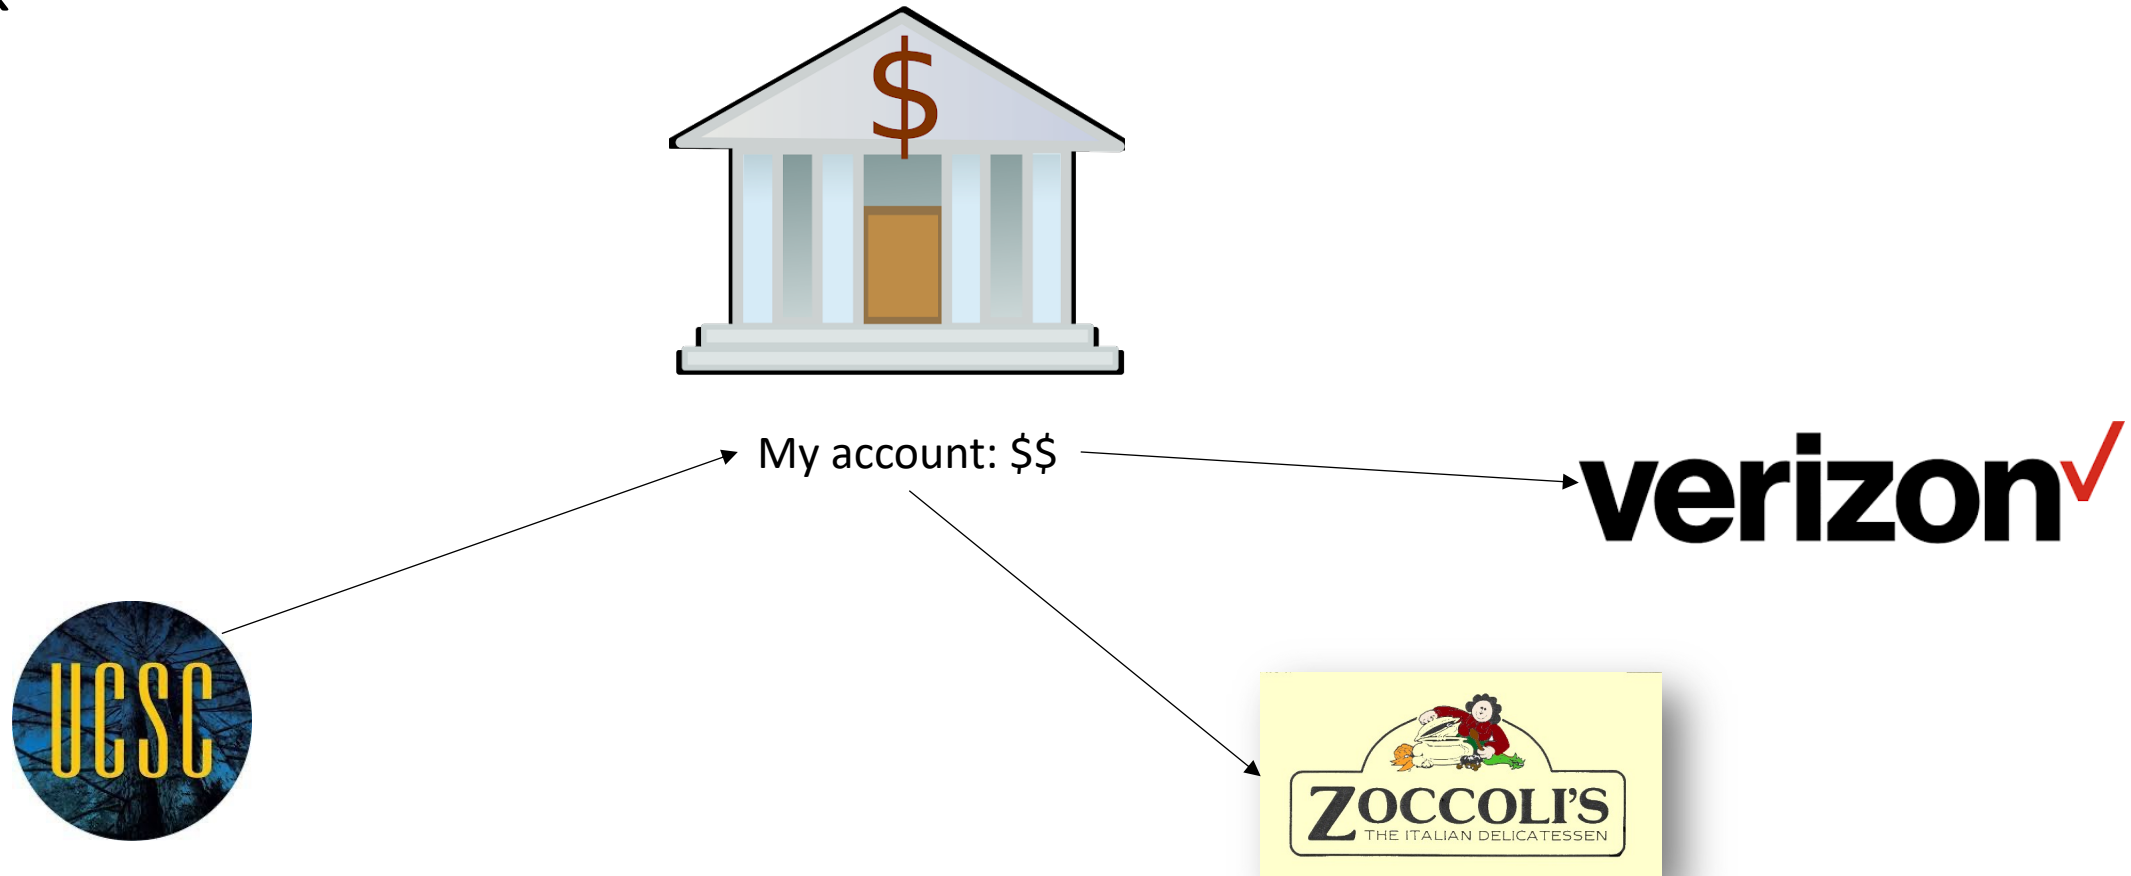 $
My account: $$
verizon
UCSC
ZOCCOLI'S
THE ITALIAN DELICATESSEN